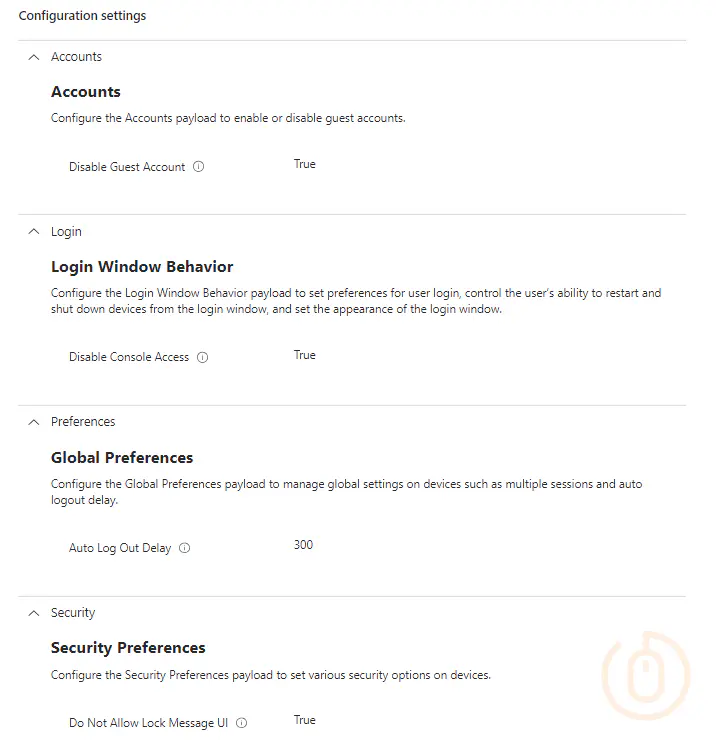 Configuration settings
Accounts
Accounts
Configure the Accounts payload to enable or disable guest accounts.
Disable Guest Account True
Login
Login Window Behavior
Configure the Login Window Behavior payload to set preferences for user login, control the user's ability to restart and
shut down devices from the login window, and set the appearance of the login window.
Disable Console Access True
Preferences
Global Preferences
Configure the Global Preferences payload to manage global settings on devices such as multiple sessions and auto
logout delay.
Auto Log Out Delay 300
Security
Security Preferences
Configure the Security Preferences payload to set various security options on devices.
Do Not Allow Lock Message UI True